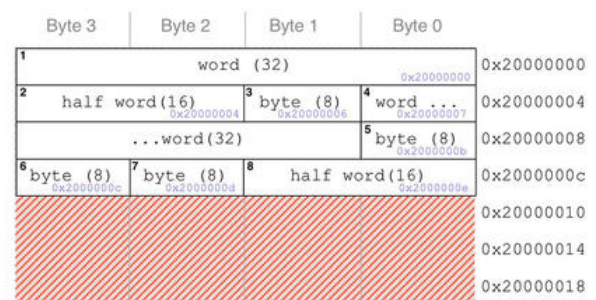 Byte 3 Byte 2 Byte 1 Byte 0
1 word (32) 0x20000000 0x20000000
2 half word(16) 0x20000004 3 byte (8) 0x20000006 4 word ... 0x20000007 0x20000004
...word(32) 5 byte (8) 0x2000000b 0x20000008
6 byte (8) 0x2000000c 7 byte (8) 0x2000000d 8 half word(16) 0x2000000e 0x2000000c
0x20000010
0x20000014
0x20000018